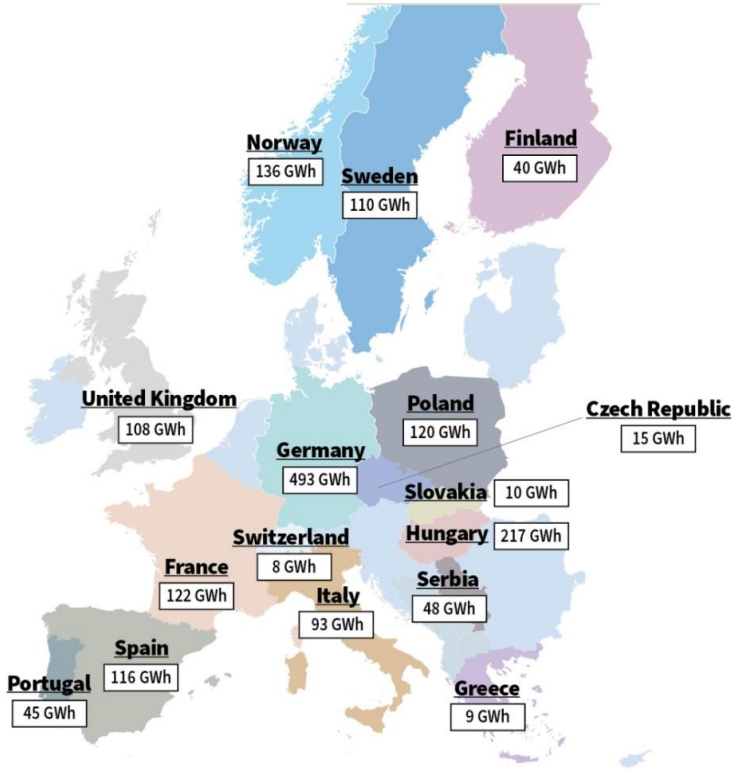 Norway
136 GWh
Sweden
110 GWh
Finland
40 GWh
United Kingdom
108 GWh
Poland
120 GWh
Czech Republic
15 GWh
Germany
493 GWh
Slovakia 10 GWh
Switzerland
8 GWh
Hungary 217 GWh
France
122 GWh
Serbia
48 GWh
Italy
93 GWh
Spain
116 GWh
Portugal
45 GWh
Greece
9 GWh